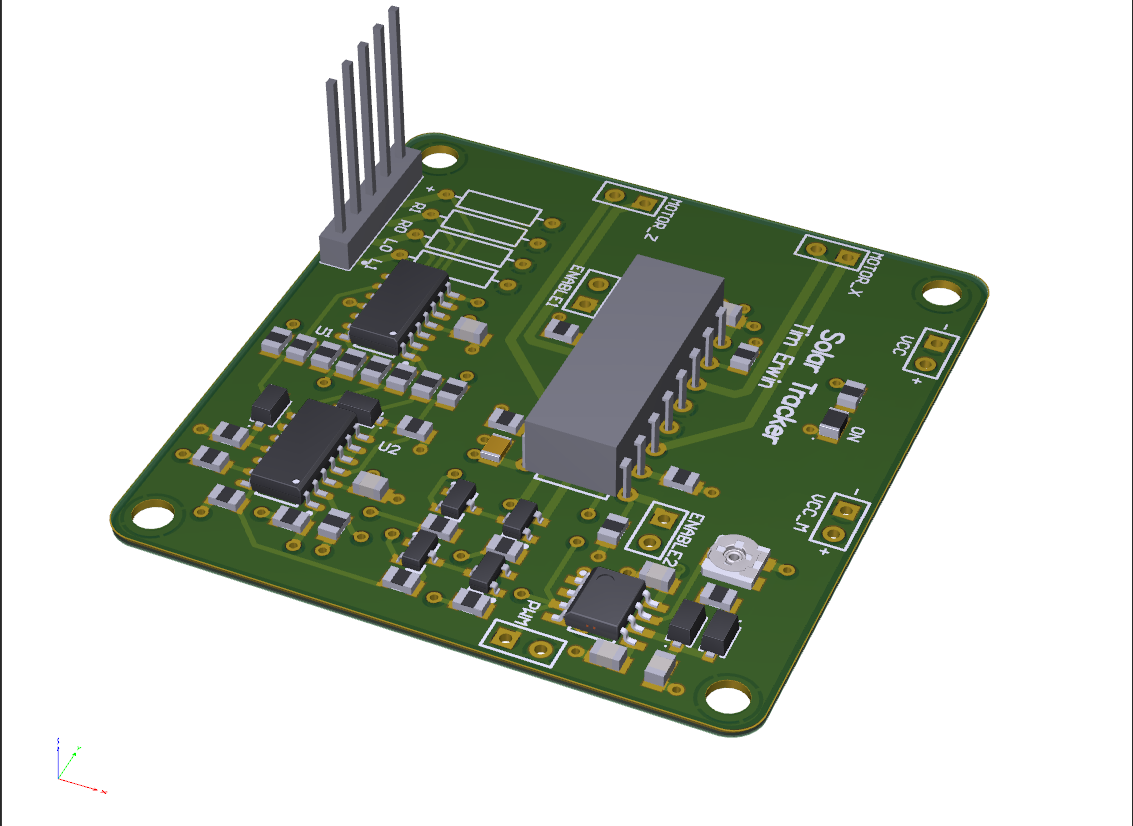 +
R1
R0
L0
L1
MOTOR_Z
MOTOR_X
ENABLE1
U1
U2
Solar Tracker
Tim Erwin
-
VCC
+
ON
-
VCC_M
+
ENABLE2
PWM